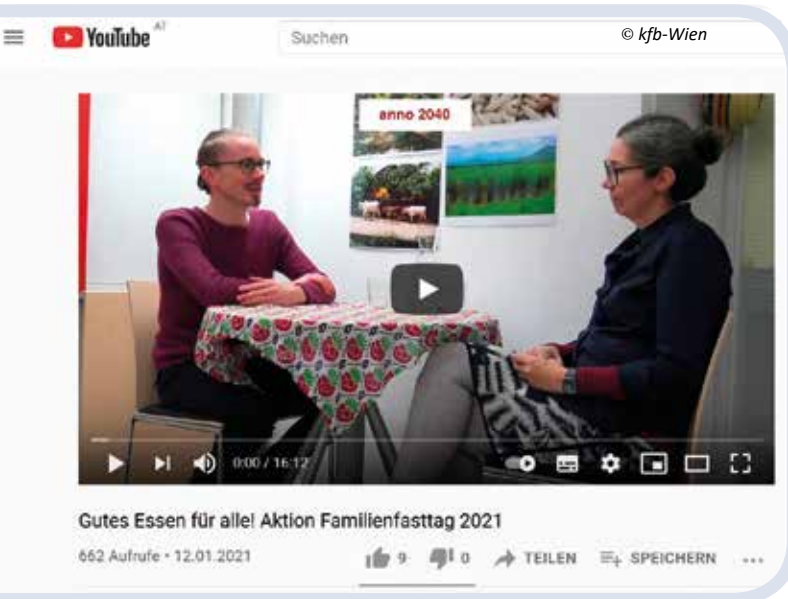 YouTube AT
Suchen
© kfb-Wien
anno 2040
0:00 / 16:12
Gutes Essen für alle! Aktion Familienfasttag 2021
662 Aufrufe • 12.01.2021
9
0
TEILEN
SPEICHERN